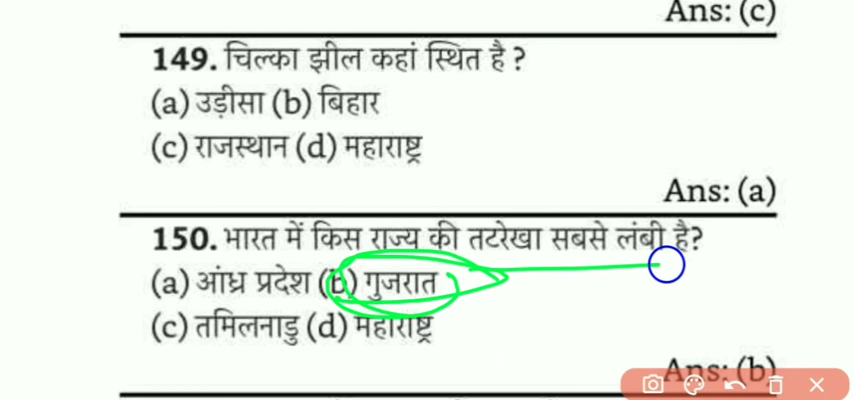 Ans: (c)
149. चिल्का झील कहां स्थित है ?
(a) उड़ीसा (b) बिहार
(c) राजस्थान (d) महाराष्ट्र
Ans: (a)
150. भारत में किस राज्य की तटरेखा सबसे लंबी है?
(a) आंध्र प्रदेश (b) गुजरात
(c) तमिलनाडु (d) महाराष्ट्र
Ans: (b)